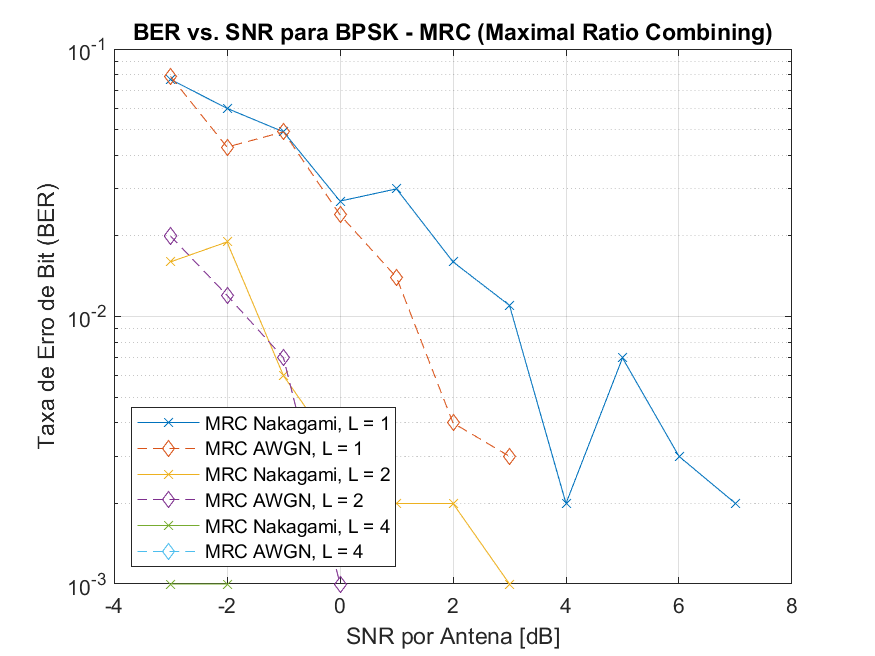 BER vs. SNR para BPSK - MRC (Maximal Ratio Combining)
10^-1
10^-2
10^-3
Taxa de Erro de Bit (BER)
MRC Nakagami, L = 1
MRC AWGN, L = 1
MRC Nakagami, L = 2
MRC AWGN, L = 2
MRC Nakagami, L = 4
MRC AWGN, L = 4
-4 -2 0 2 4 6 8
SNR por Antena [dB]